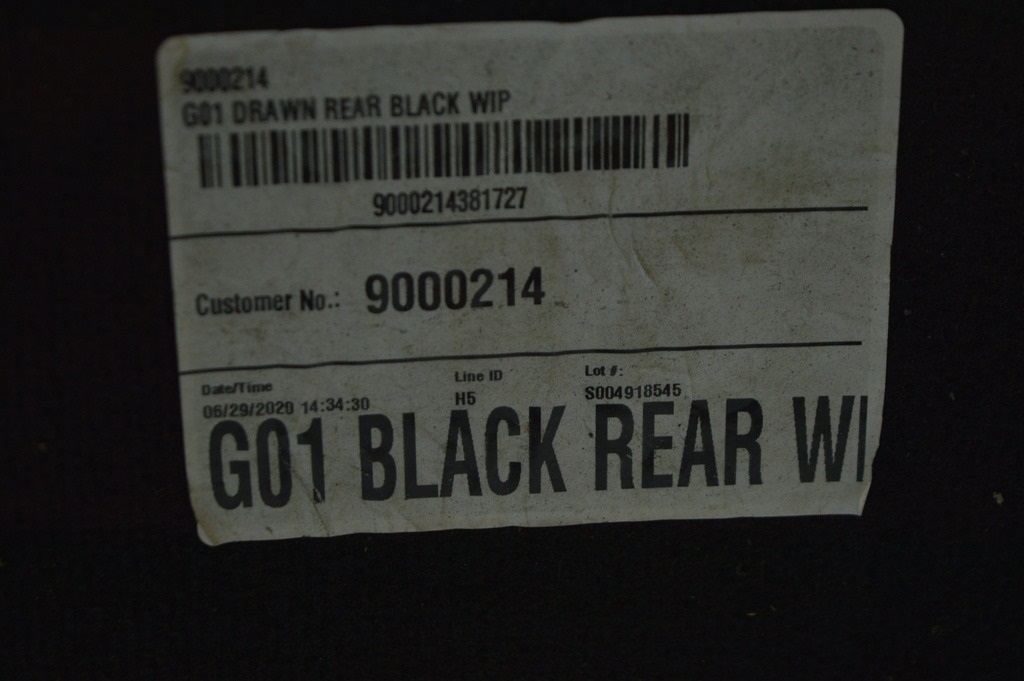 9000214
G01 DRAWN REAR BLACK WIP
9000214381727
Customer No.: 9000214
Date/Time Line ID Lot #:
06/29/2020 14:34:30 H5 S004918545
G01 BLACK REAR WI